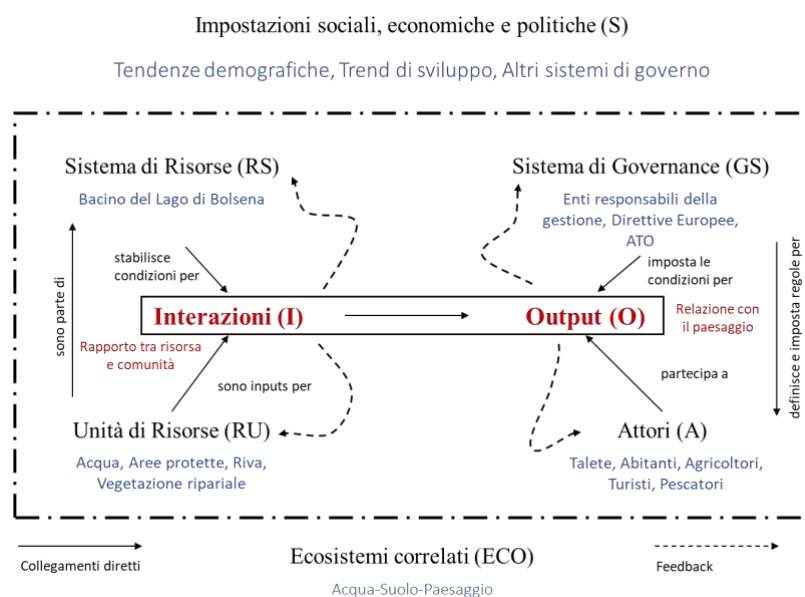 Impostazioni sociali, economiche e politiche (S)
Tendenze demografiche, Trend di sviluppo, Altri sistemi di governo
Sistema di Risorse (RS)
Bacino del Lago di Bolsena
Sistema di Governance (GS)
Enti responsabili della
gestione, Direttive Europee,
ATO
stabilisce
condizioni per
imposta le
condizioni per
sono parte di
definisce e imposta regole per
Interazioni (I)
Output (O)
Rapporto tra risorsa
e comunità
Relazione con
il paesaggio
sono inputs per
partecipa a
Unità di Risorse (RU)
Acqua, Aree protette, Riva,
Vegetazione ripariale
Attori (A)
Talete, Abitanti, Agricoltori,
Turisti, Pescatori
Collegamenti diretti
Ecosistemi correlati (ECO)
Acqua-Suolo-Paesaggio
Feedback